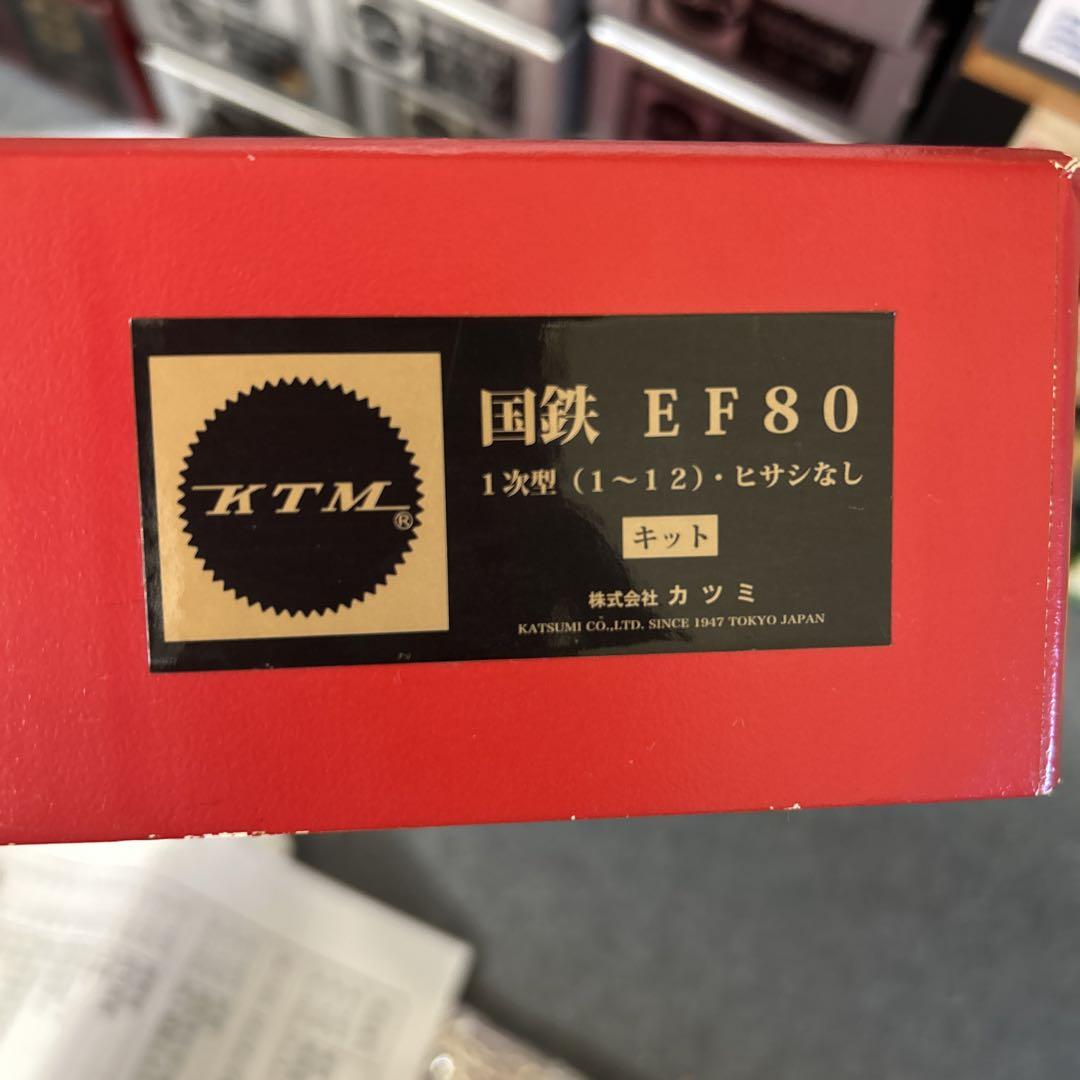 KTM®
国鉄 EF80
1次型（1～12）・ヒサシなし
キット
株式会社 カツミ
KATSUMI CO.,LTD. SINCE 1947 TOKYO JAPAN